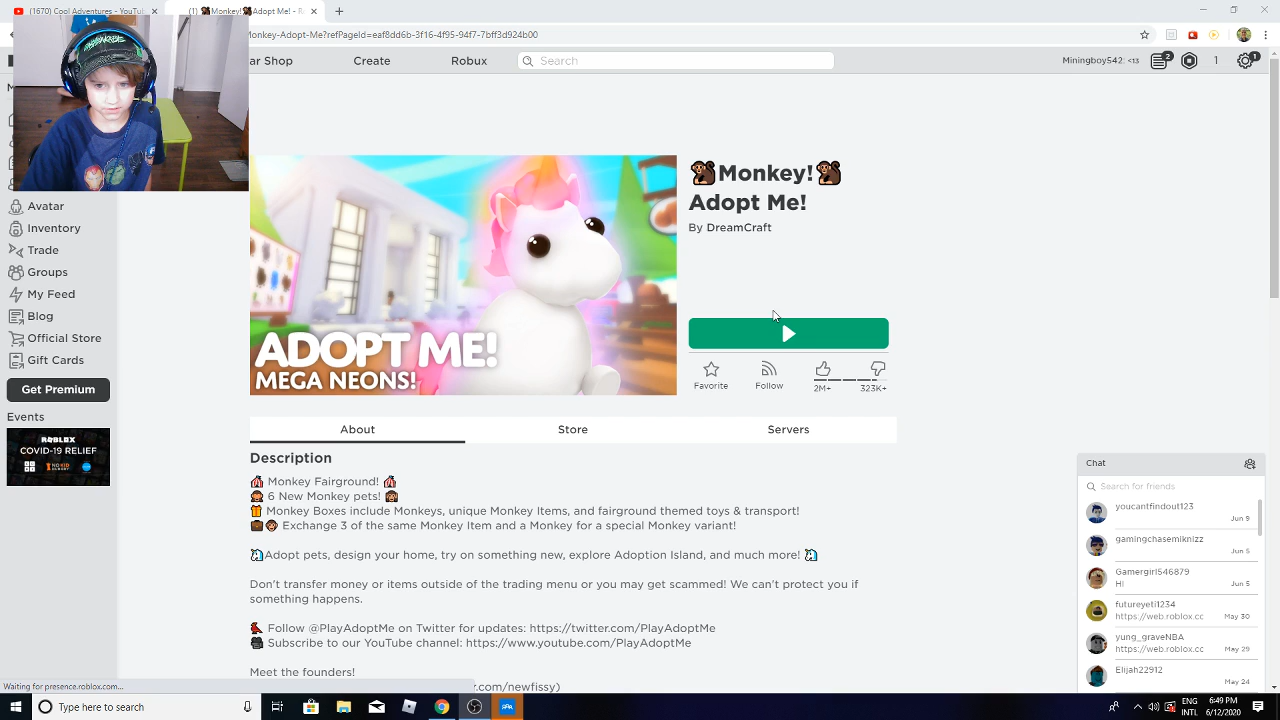 (1670) Cool Adventures - YouTu
(1) 🐒Monkey!🐒 Adopt Me! - R
onkey-Adopt-Me?refPageId=eaf8dd6b-3f16-4f95-94f7-7bff3d924b00
ar Shop
Create
Robux
Search
Miningboy542: <13
2
1
1
Avatar
Inventory
Trade
Groups
My Feed
Blog
Official Store
Gift Cards
Get Premium
Events
ROBLOX
COVID-19 RELIEF
NO KID HUNGRY
ADOPT ME!
MEGA NEONS!
🐒Monkey!🐒
Adopt Me!
By DreamCraft
Favorite
Follow
2M+
323K+
About
Store
Servers
Description
🎪 Monkey Fairground! 🎪
🐵 6 New Monkey pets! 🙉
🎁 Monkey Boxes include Monkeys, unique Monkey Items, and fairground themed toys & transport!
💼🐵 Exchange 3 of the same Monkey Item and a Monkey for a special Monkey variant!
🦄Adopt pets, design your home, try on something new, explore Adoption Island, and much more! 🦄
Don't transfer money or items outside of the trading menu or you may get scammed! We can't protect you if
something happens.
🐦 Follow @PlayAdoptMe on Twitter for updates: https://twitter.com/PlayAdoptMe
🎥 Subscribe to our YouTube channel: https://www.youtube.com/PlayAdoptMe
Meet the founders!
.com/newfissy)
Chat
Search for friends
youcantfindout123
Jun 9
gamingchasemiknizz
Jun 5
Gamergirl546879
Hi
Jun 5
futureyeti1234
https://web.roblox.cc
May 30
yung_graveNBA
https://web.roblox.cc
May 29
Elijah22912
May 24
Waiting for presence.roblox.com...
Type here to search
INTL
6:49 PM
6/12/2020